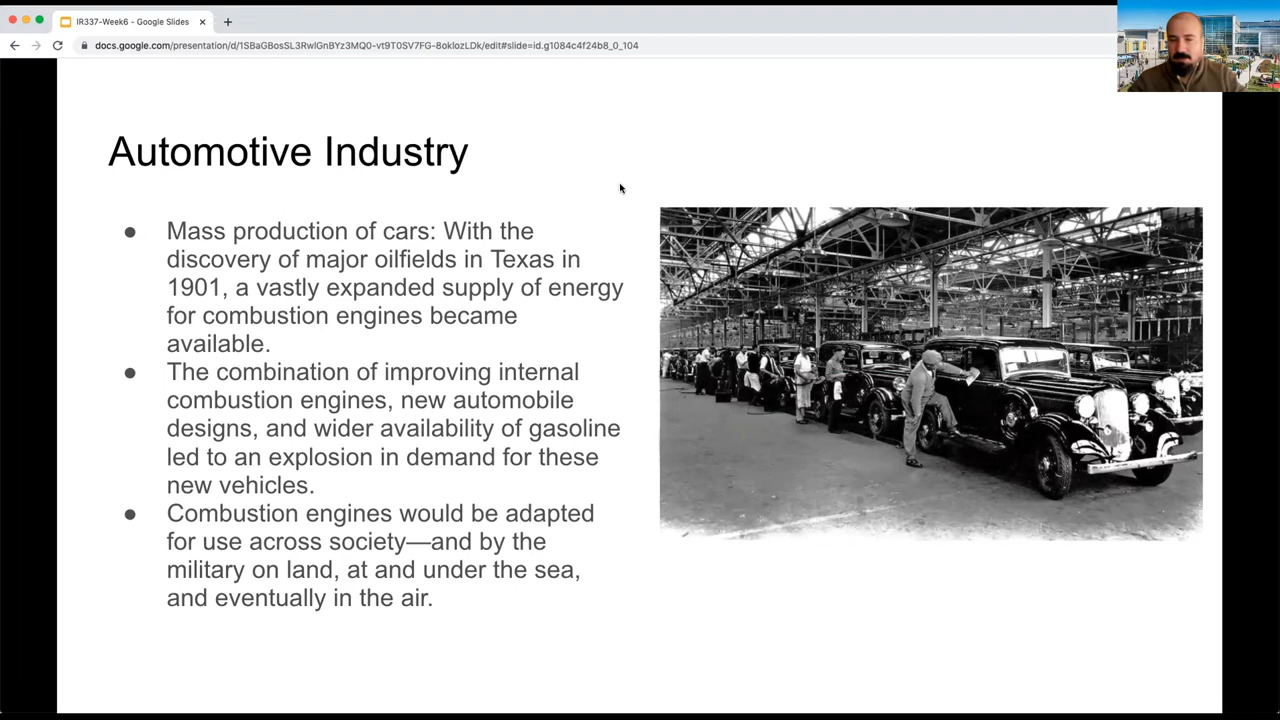 IR337-Week6 - Google Slides
docs.google.com/presentation/d/1SBaGBosSL3RwlGnBYz3MQ0-vt9T0SV7FG-8oklozLDk/edit#slide=id.g1084c4f24b8_0_104
Automotive Industry
● Mass production of cars: With the
discovery of major oilfields in Texas in
1901, a vastly expanded supply of energy
for combustion engines became
available.
● The combination of improving internal
combustion engines, new automobile
designs, and wider availability of gasoline
led to an explosion in demand for these
new vehicles.
● Combustion engines would be adapted
for use across society—and by the
military on land, at and under the sea,
and eventually in the air.